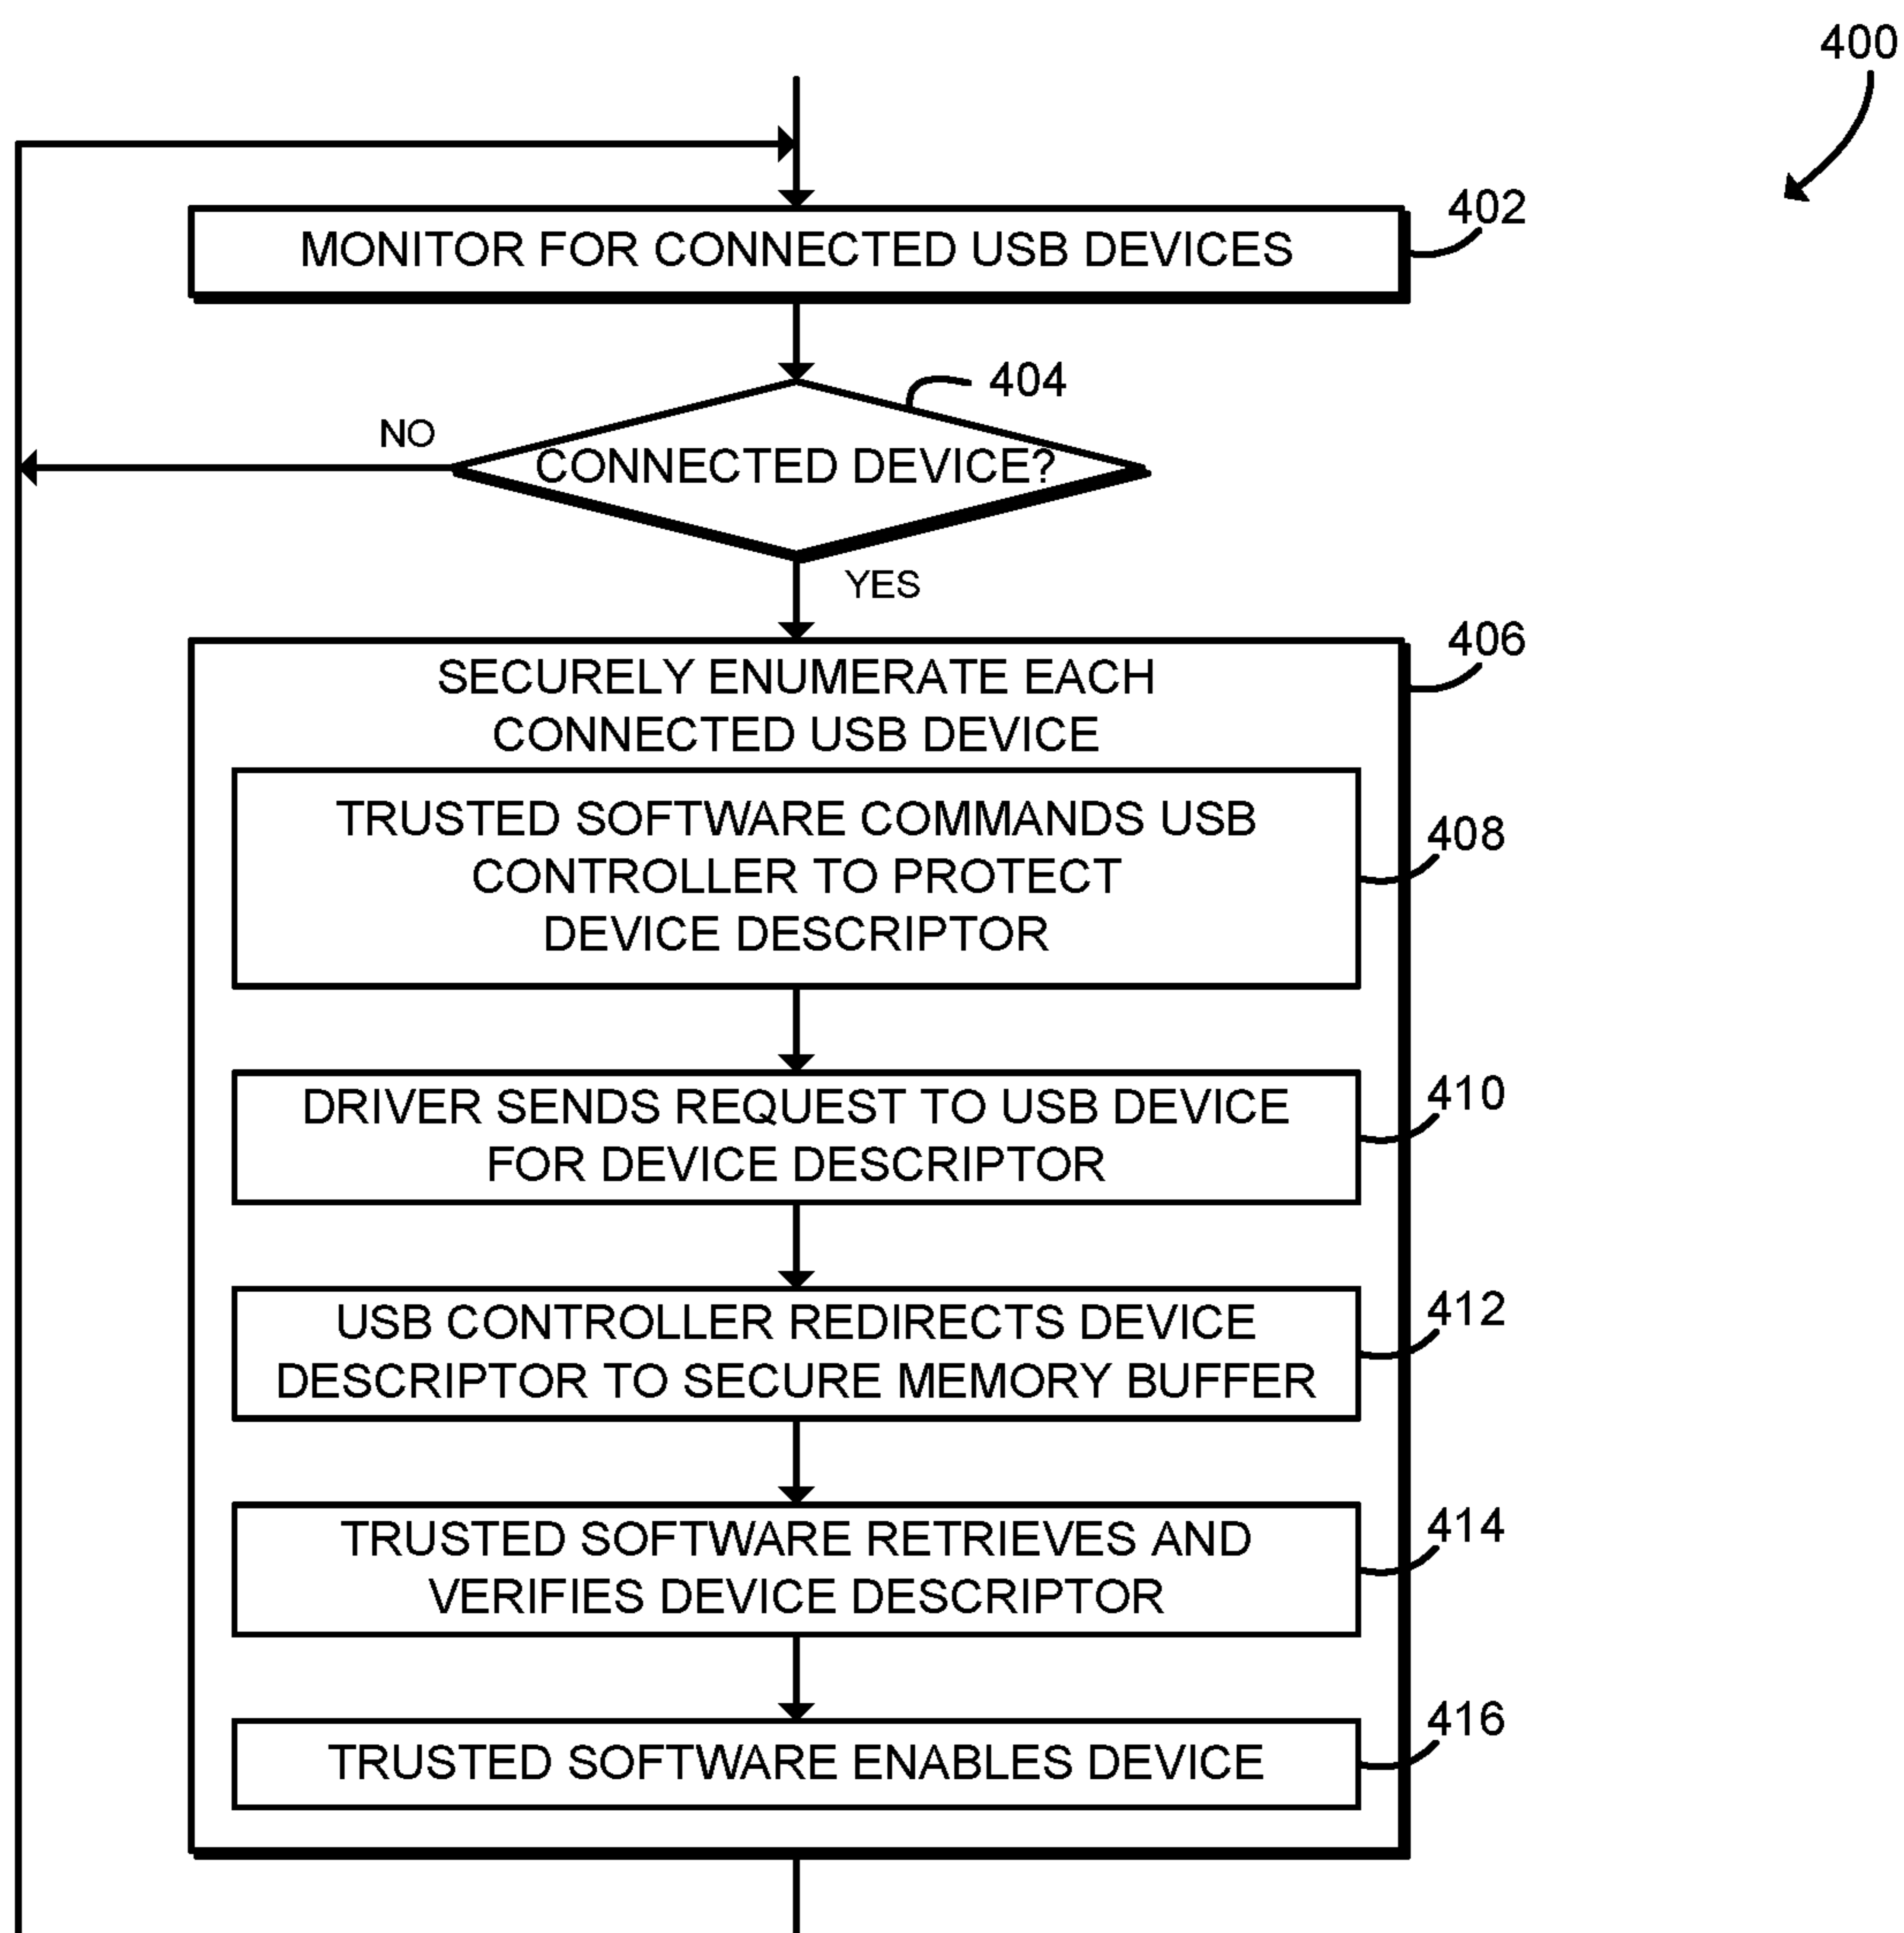 400
MONITOR FOR CONNECTED USB DEVICES
402
404
NO
CONNECTED DEVICE?
YES
406
SECURELY ENUMERATE EACH
CONNECTED USB DEVICE
TRUSTED SOFTWARE COMMANDS USB
CONTROLLER TO PROTECT
DEVICE DESCRIPTOR
408
DRIVER SENDS REQUEST TO USB DEVICE
FOR DEVICE DESCRIPTOR
410
USB CONTROLLER REDIRECTS DEVICE
DESCRIPTOR TO SECURE MEMORY BUFFER
412
TRUSTED SOFTWARE RETRIEVES AND
VERIFIES DEVICE DESCRIPTOR
414
TRUSTED SOFTWARE ENABLES DEVICE
416